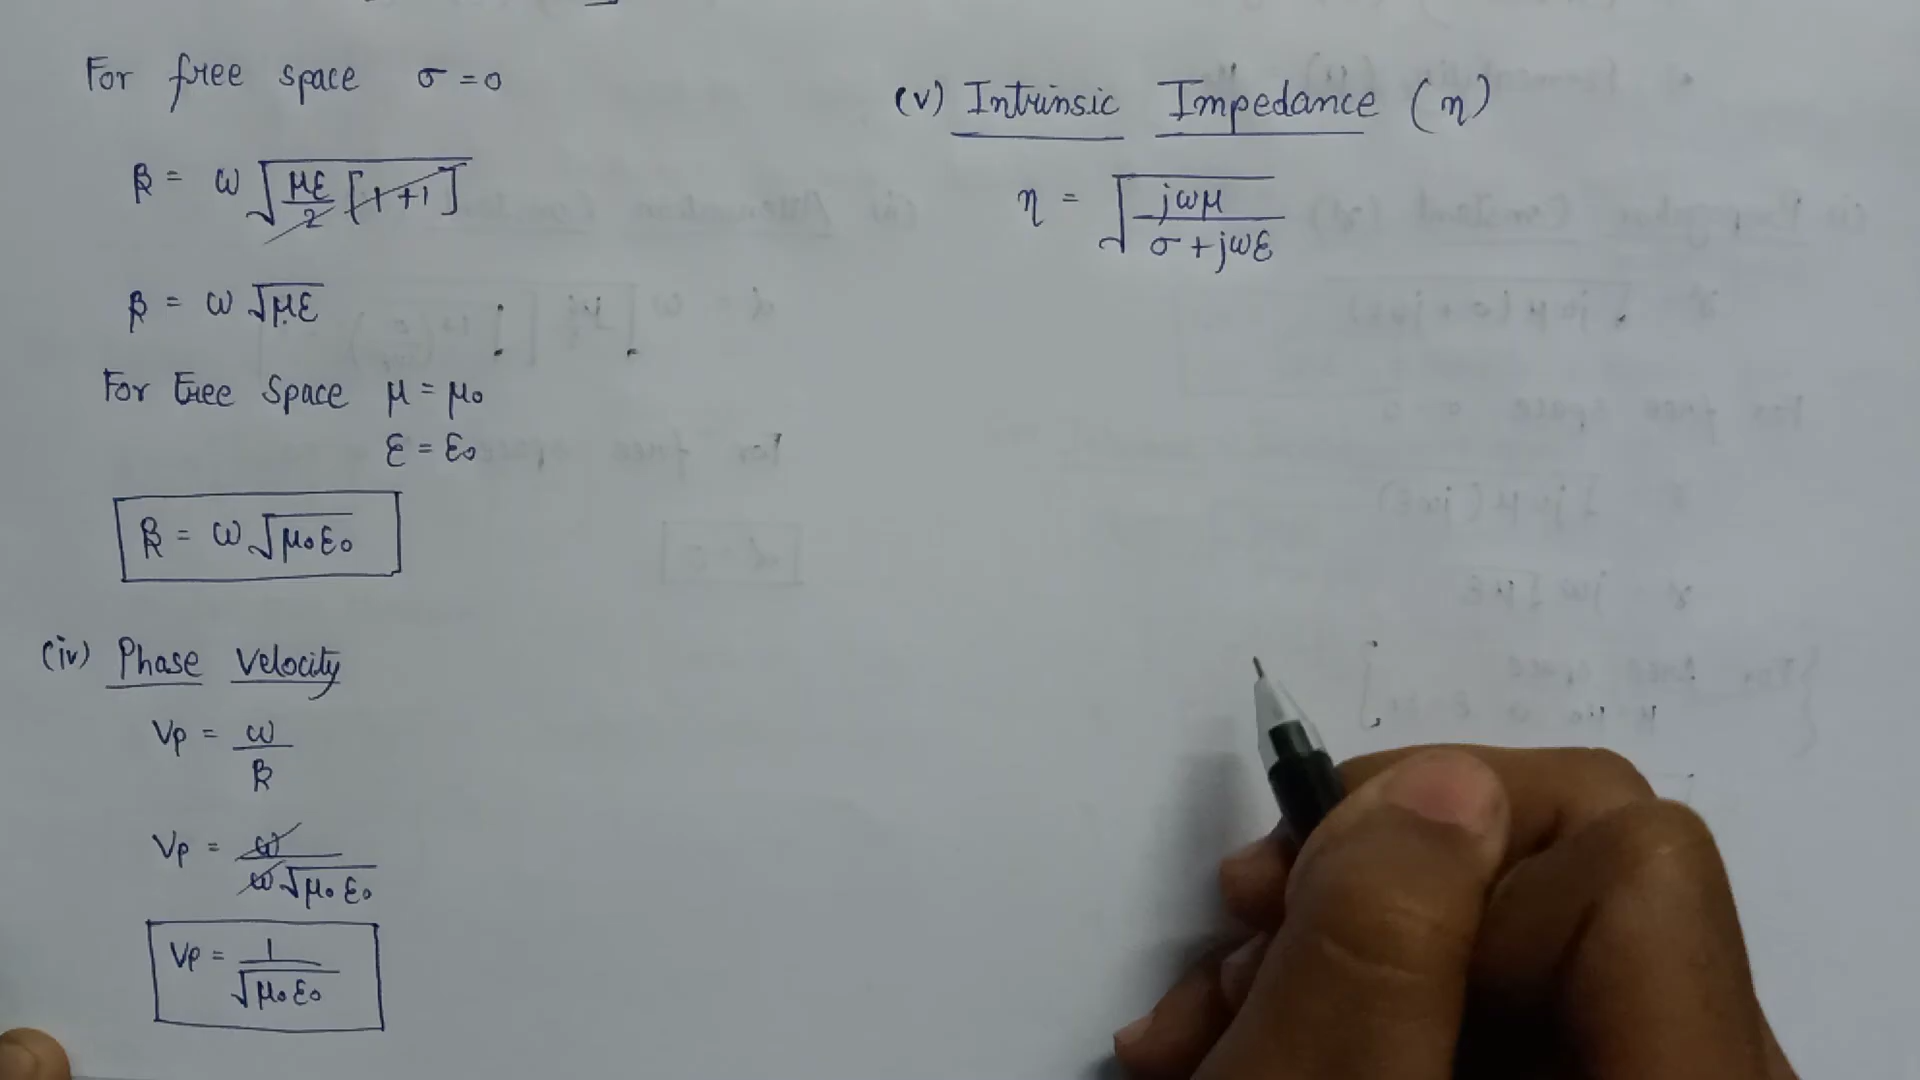 For free space σ = 0
β = ω √(με/2 [1+1])
β = ω √με
For Free Space μ = μ₀
ε = ε₀
β = ω √μ₀ε₀
(iv) Phase Velocity
Vp = ω/β
Vp = ω/ω√μ₀ε₀
Vp = 1/√μ₀ε₀
(v) Intrinsic Impedance (η)
η = √(jωμ/σ+jωε)